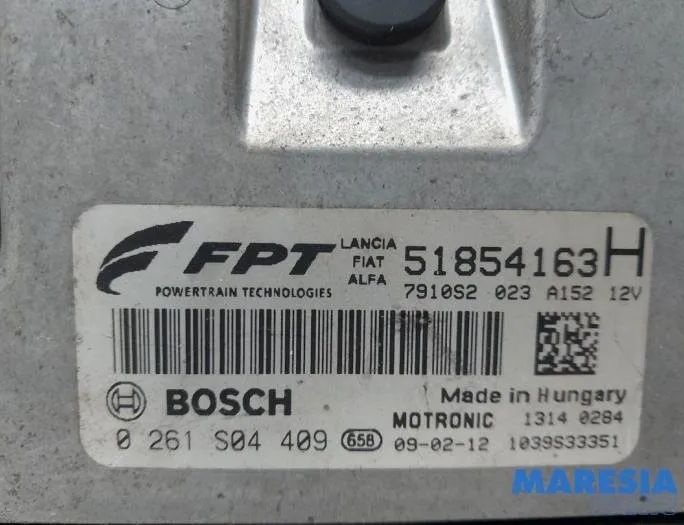 FPT
POWERTRAIN TECHNOLOGIES
LANCIA
FIAT
ALFA
51854163 H
7910S2 023 A152 12V
BOSCH
0 261 S04 409 658
Made in Hungary
MOTRONIC 1314 0284
09-02-12 1039S33351
MARESIA